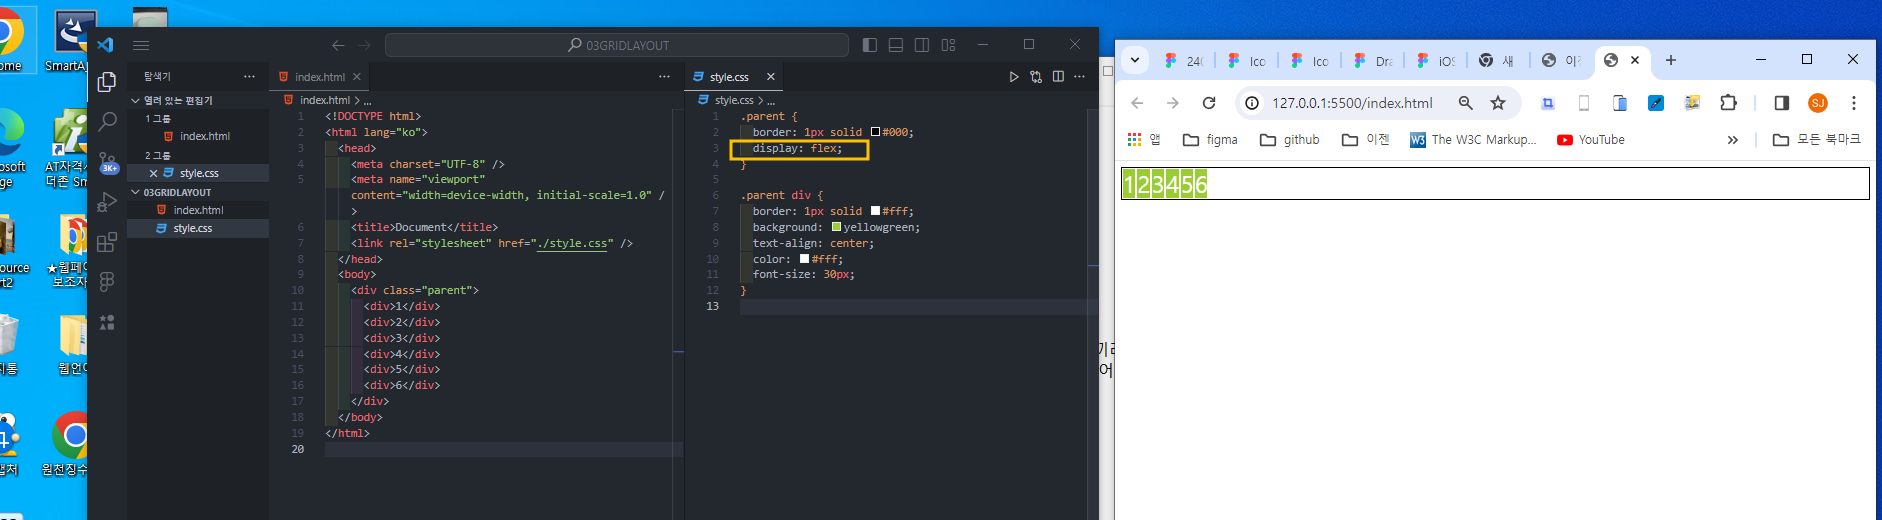 03GRIDLAYOUT
탐색기
열려 있는 편집기
1 그룹
index.html
2 그룹
style.css
03GRIDLAYOUT
index.html
style.css
3K+
index.html
index.html > ...
1 <!DOCTYPE html>
2 <html lang="ko">
3 <head>
4 <meta charset="UTF-8" />
5 <meta name="viewport"
content="width=device-width, initial-scale=1.0" /
>
6 <title>Document</title>
7 <link rel="stylesheet" href="./style.css" />
8 </head>
9 <body>
10 <div class="parent">
11 <div>1</div>
12 <div>2</div>
13 <div>3</div>
14 <div>4</div>
15 <div>5</div>
16 <div>6</div>
17 </div>
18 </body>
19 </html>
20
style.css
style.css > ...
1 .parent {
2 border: 1px solid #000;
3 display: flex;
4 }
5
6 .parent div {
7 border: 1px solid #fff;
8 background: yellowgreen;
9 text-align: center;
10 color: #fff;
11 font-size: 30px;
12 }
13
24( Ico Ico Dra iOS 새 이
127.0.0.1:5500/index.html
SJ
앱 figma github 이젠 W3 The W3C Markup... YouTube » 모든 북마크
123456
ome
SmartA
osoft
ge
AT자격
더존 Sm
source
rt2
★웹페이
보조자
지통
웹언어
캡처
원천징수
어